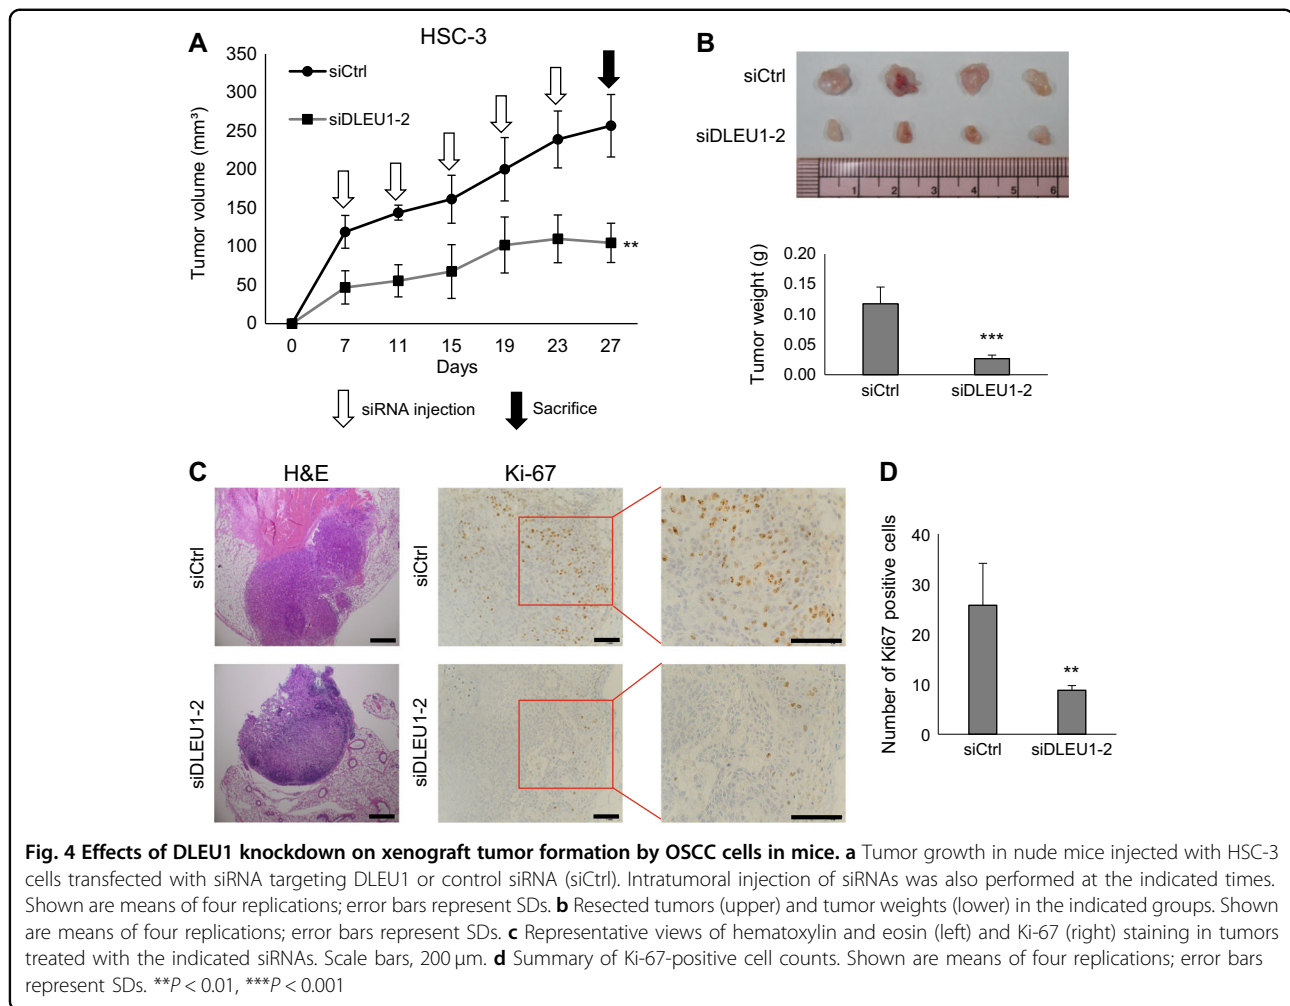 A
HSC-3
Tumor volume (mm³)
350
300
250
200
150
100
50
0
siCtrl
siDLEU1-2
**
0 7 11 15 19 23 27
Days
siRNA injection
Sacrifice
B
siCtrl
siDLEU1-2
1 2 3 4 5 6
Tumor weight (g)
0.20
0.15
0.10
0.05
0.00
***
siCtrl siDLEU1-2
C
H&E
Ki-67
siCtrl
siCtrl
siDLEU1-2
siDLEU1-2
D
Number of Ki67 positive cells
40
30
20
10
0
**
siCtrl siDLEU1-2
Fig. 4 Effects of DLEU1 knockdown on xenograft tumor formation by OSCC cells in mice. a Tumor growth in nude mice injected with HSC-3
cells transfected with siRNA targeting DLEU1 or control siRNA (siCtrl). Intratumoral injection of siRNAs was also performed at the indicated times.
Shown are means of four replications; error bars represent SDs. b Resected tumors (upper) and tumor weights (lower) in the indicated groups. Shown
are means of four replications; error bars represent SDs. c Representative views of hematoxylin and eosin (left) and Ki-67 (right) staining in tumors
treated with the indicated siRNAs. Scale bars, 200 μm. d Summary of Ki-67-positive cell counts. Shown are means of four replications; error bars
represent SDs. **P < 0.01, ***P < 0.001